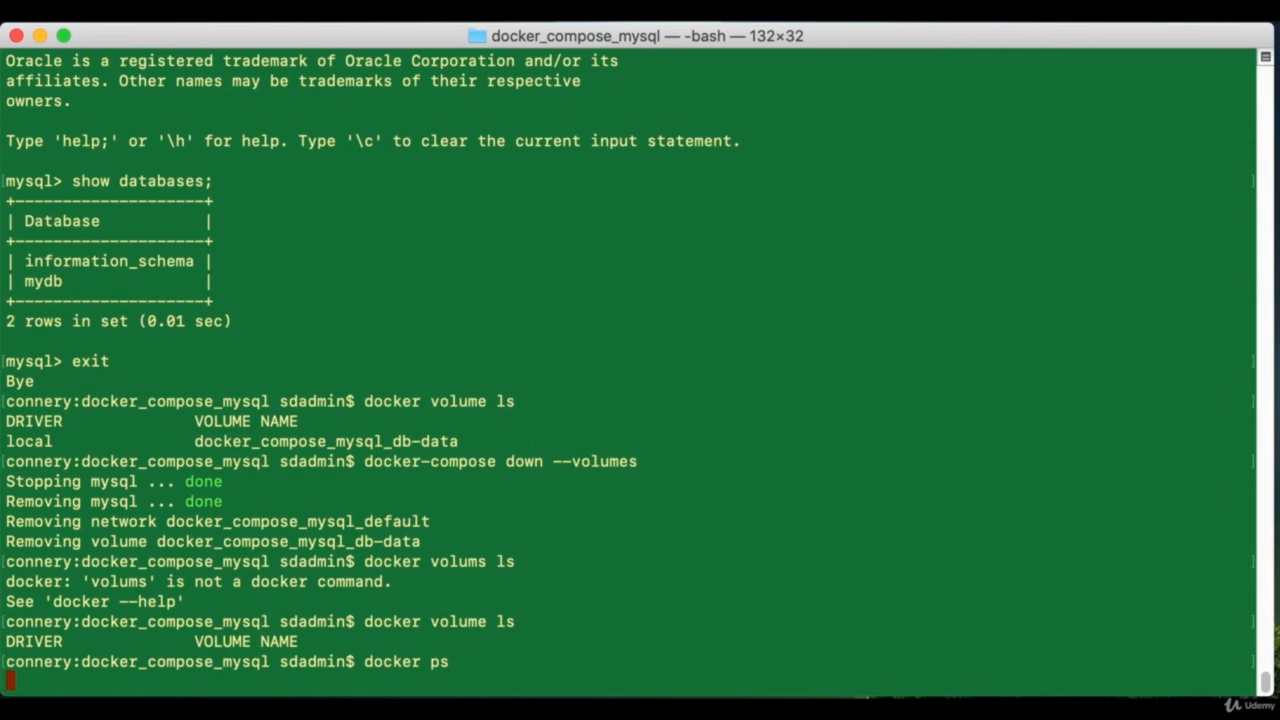 docker_compose_mysql — -bash — 132×32
Oracle is a registered trademark of Oracle Corporation and/or its
affiliates. Other names may be trademarks of their respective
owners.
Type 'help;' or '\h' for help. Type '\c' to clear the current input statement.
[mysql> show databases; ]
+--------------------+
| Database           |
+--------------------+
| information_schema |
| mydb               |
+--------------------+
2 rows in set (0.01 sec)
[mysql> exit ]
Bye
[connery:docker_compose_mysql sdadmin$ docker volume ls ]
DRIVER              VOLUME NAME
local               docker_compose_mysql_db-data
[connery:docker_compose_mysql sdadmin$ docker-compose down --volumes ]
Stopping mysql ... done
Removing mysql ... done
Removing network docker_compose_mysql_default
Removing volume docker_compose_mysql_db-data
[connery:docker_compose_mysql sdadmin$ docker volums ls ]
docker: 'volums' is not a docker command.
See 'docker --help'
[connery:docker_compose_mysql sdadmin$ docker volume ls ]
DRIVER              VOLUME NAME
[connery:docker_compose_mysql sdadmin$ docker ps ]
Udemy